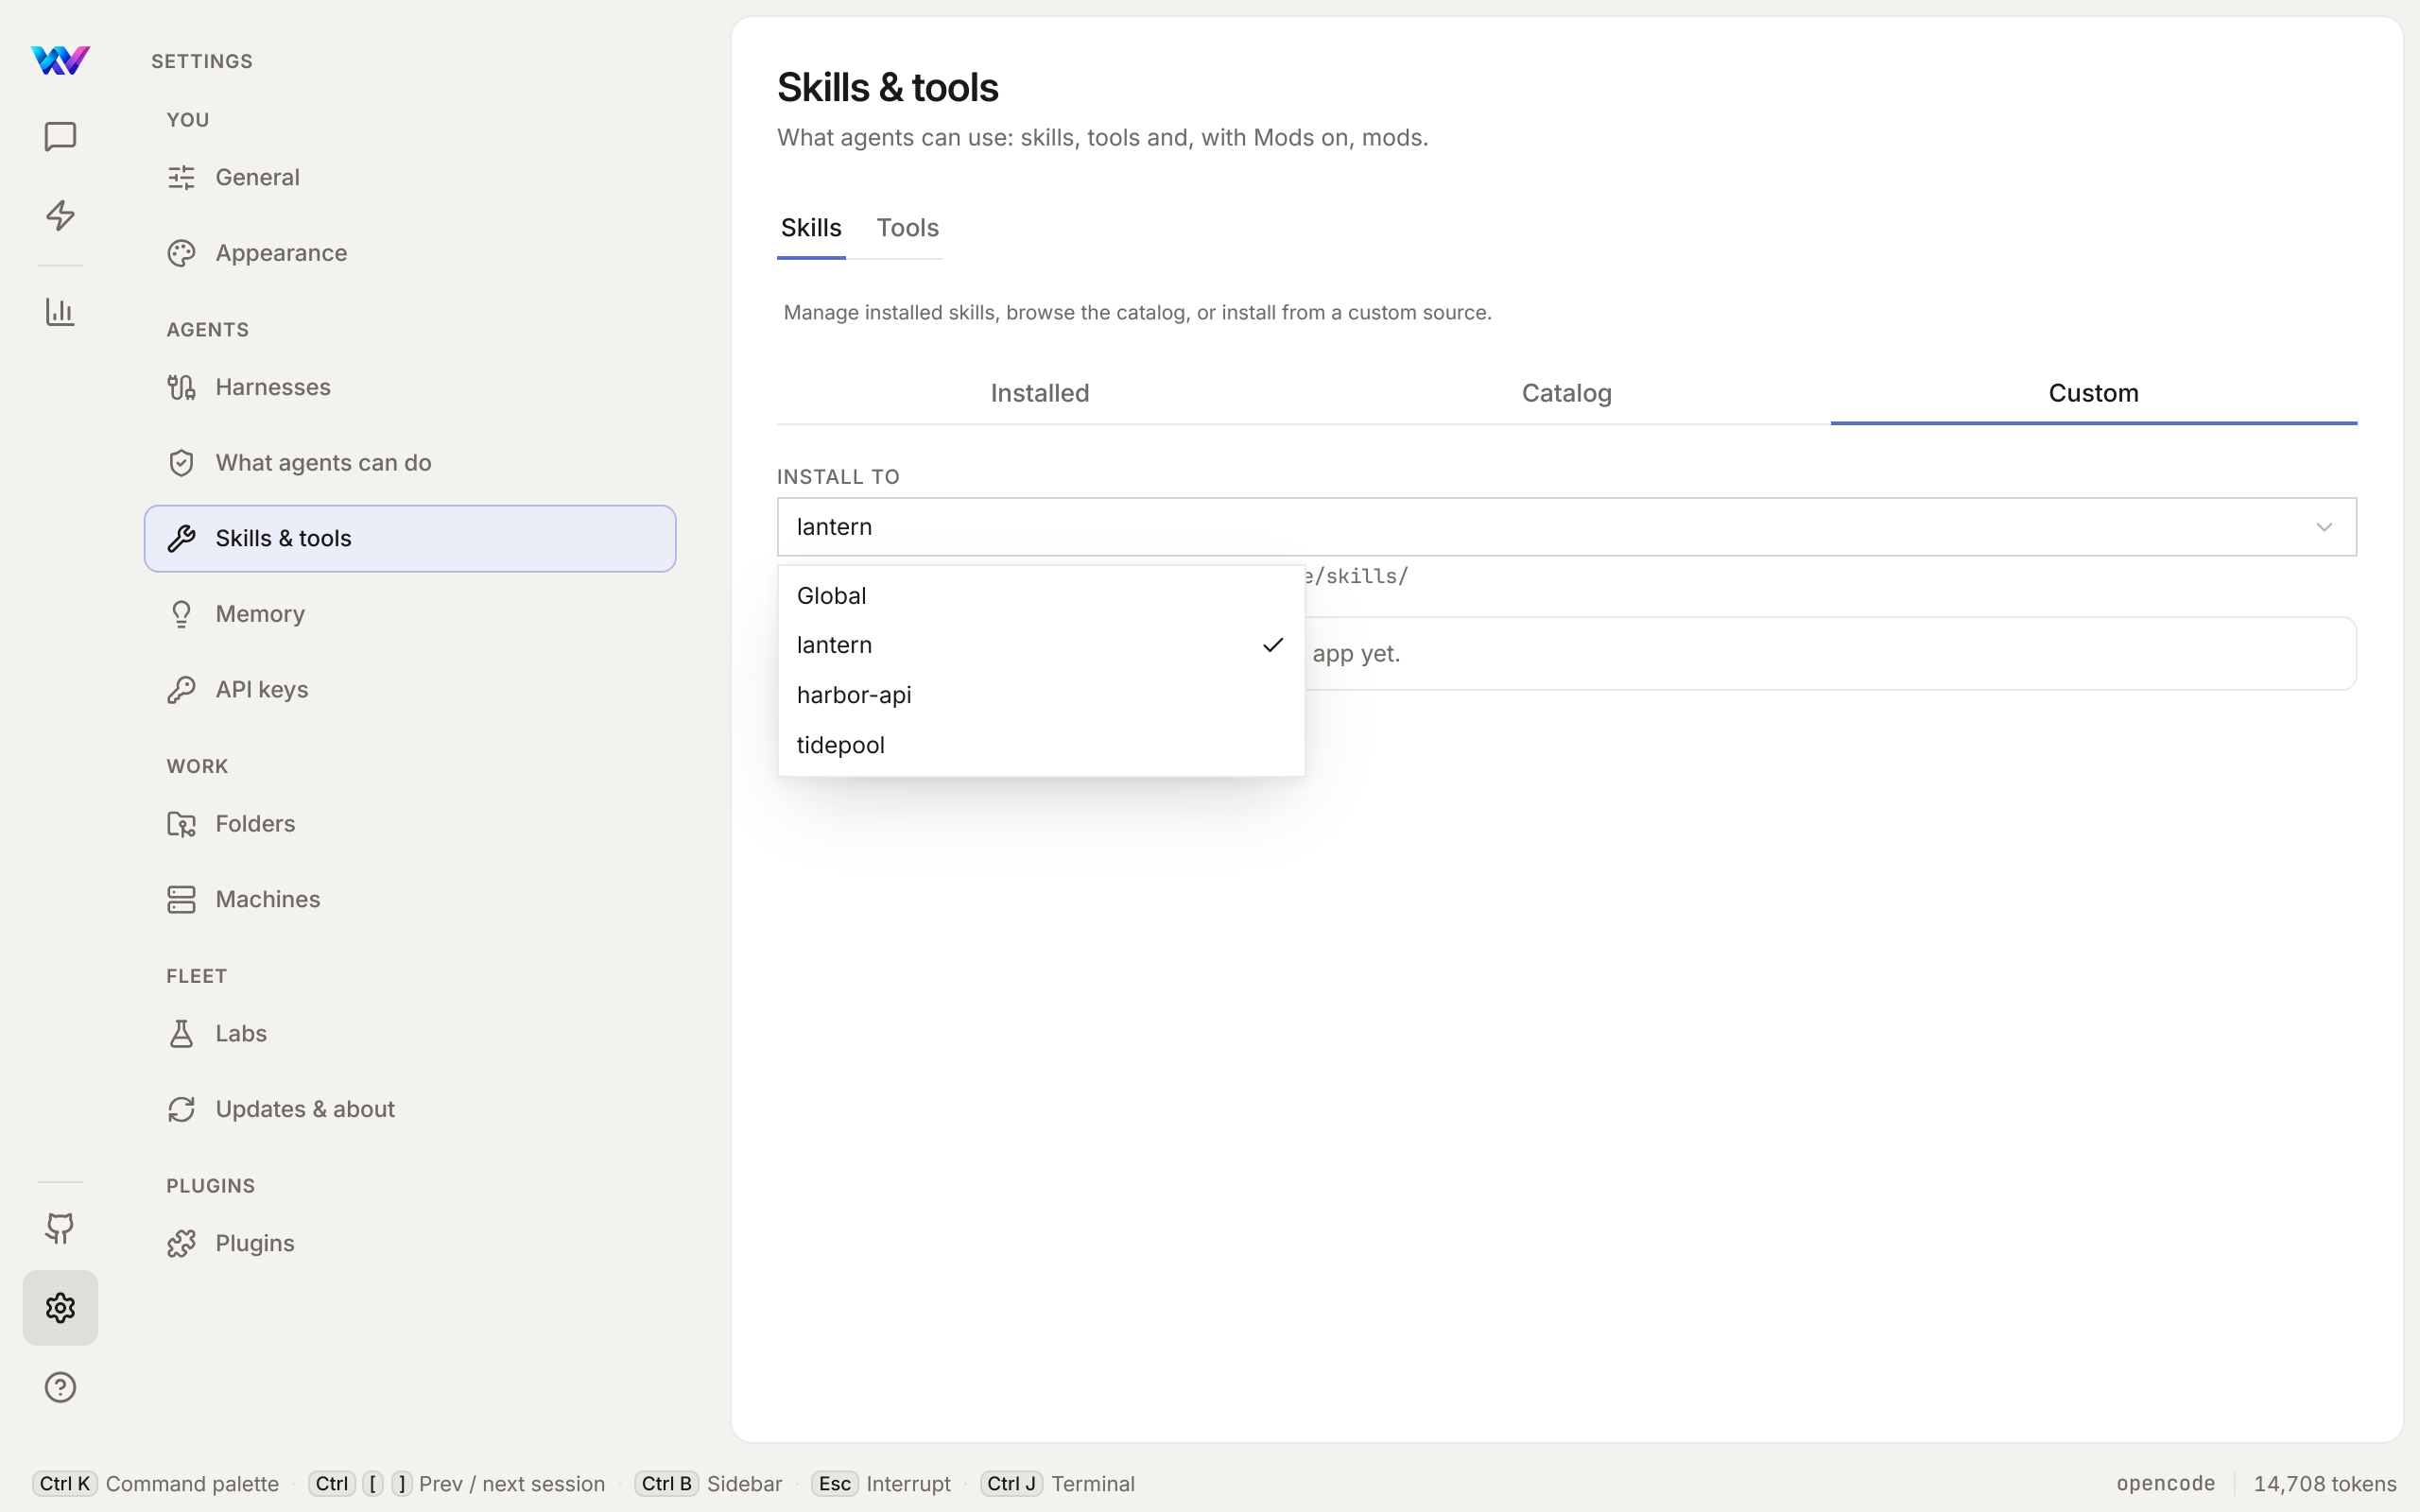 SETTINGS
YOU
General
Appearance
AGENTS
Harnesses
What agents can do
Skills & tools
Memory
API keys
WORK
Folders
Machines
FLEET
Labs
Updates & about
PLUGINS
Plugins
Skills & tools
What agents can use: skills, tools and, with Mods on, mods.
Skills Tools
Manage installed skills, browse the catalog, or install from a custom source.
Installed Catalog Custom
INSTALL TO
lantern
/skills/
Global
lantern
app yet.
harbor-api
tidepool
Ctrl K Command palette · Ctrl [ ] Prev / next session · Ctrl B Sidebar · Esc Interrupt · Ctrl J Terminal
opencode 14,708 tokens